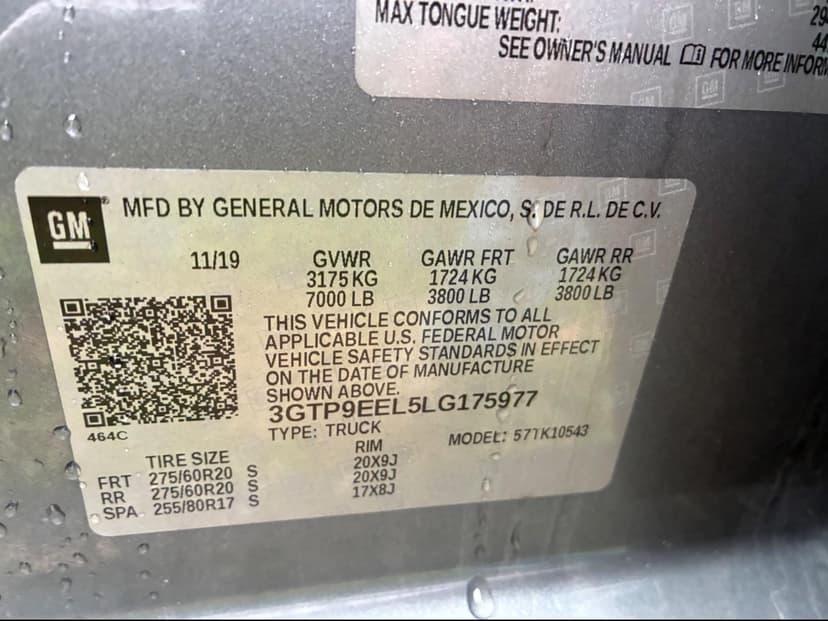 MAX TONGUE WEIGHT:
29
44
SEE OWNER'S MANUAL FOR MORE INFORM
GM
MFD BY GENERAL MOTORS DE MEXICO, S. DE R.L. DE C.V.
11/19 GVWR GAWR FRT GAWR RR
3175 KG 1724 KG 1724 KG
7000 LB 3800 LB 3800 LB
THIS VEHICLE CONFORMS TO ALL
APPLICABLE U.S. FEDERAL MOTOR
VEHICLE SAFETY STANDARDS IN EFFECT
ON THE DATE OF MANUFACTURE
SHOWN ABOVE.
3GTP9EEL5LG175977
464C
TYPE: TRUCK MODEL: 57TK10543
TIRE SIZE RIM
FRT 275/60R20 S 20X9J
RR 275/60R20 S 20X9J
SPA 255/80R17 S 17X8J